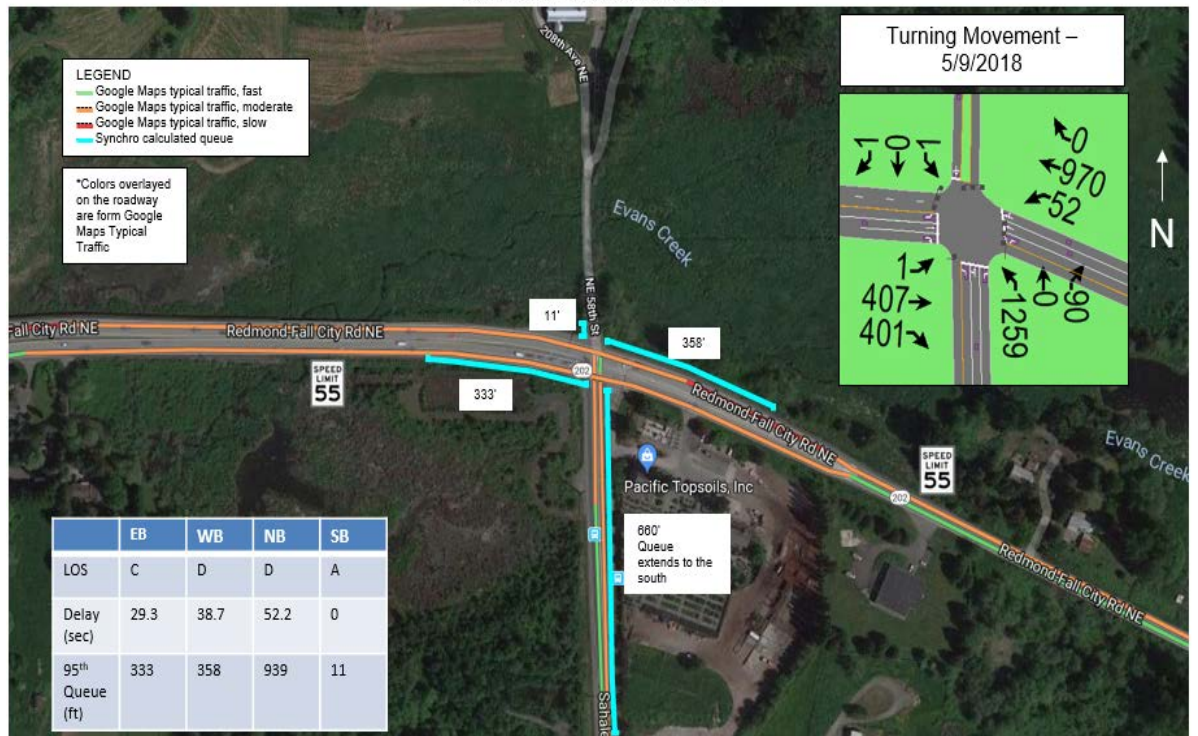 LEGEND
Google Maps typical traffic, fast
Google Maps typical traffic, moderate
Google Maps typical traffic, slow
Synchro calculated queue
*Colors overlayed
on the roadway
are form Google
Maps Typical
Traffic
208th Ave NE
Turning Movement –
5/9/2018
1 0 1
0
970
52
1
407
401
1259
0
90
N
Evans Creek
NE 58th St
11'
358'
Fall City Rd NE
Redmond-Fall City Rd NE
202
SPEED
LIMIT
55
333'
Redmond-Fall City Rd NE
Evans Creek
SPEED
LIMIT
55
202
Pacific Topsoils, Inc
660'
Queue
extends to the
south
Redmond-Fall City Rd NE
EB WB NB SB
LOS C D D A
Delay
(sec) 29.3 38.7 52.2 0
95th
Queue
(ft) 333 358 939 11